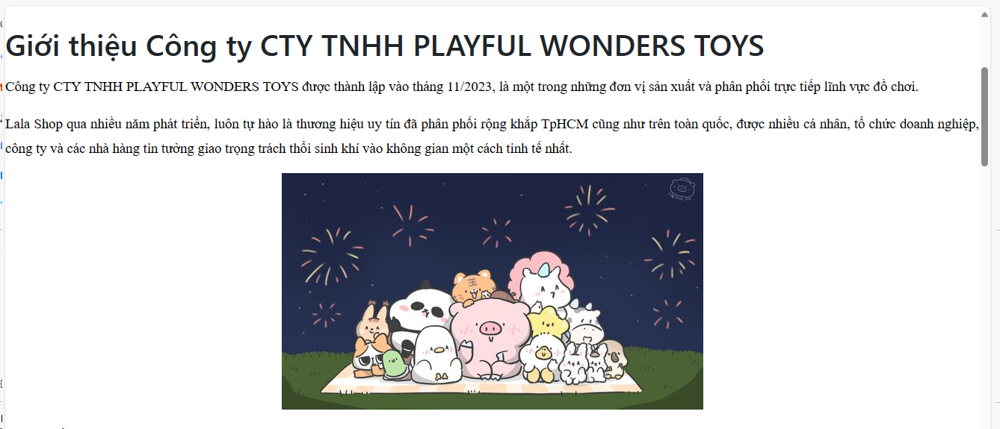 Giới thiệu Công ty CTY TNHH PLAYFUL WONDERS TOYS
Công ty CTY TNHH PLAYFUL WONDERS TOYS được thành lập vào tháng 11/2023, là một trong những đơn vị sản xuất và phân phối trực tiếp lĩnh vực đồ chơi.
Lala Shop qua nhiều năm phát triển, luôn tự hào là thương hiệu uy tín đã phân phối rộng khắp TpHCM cũng như trên toàn quốc, được nhiều cá nhân, tổ chức doanh nghiệp,
công ty và các nhà hàng tin tưởng giao trọng trách thổi sinh khí vào không gian một cách tinh tế nhất.